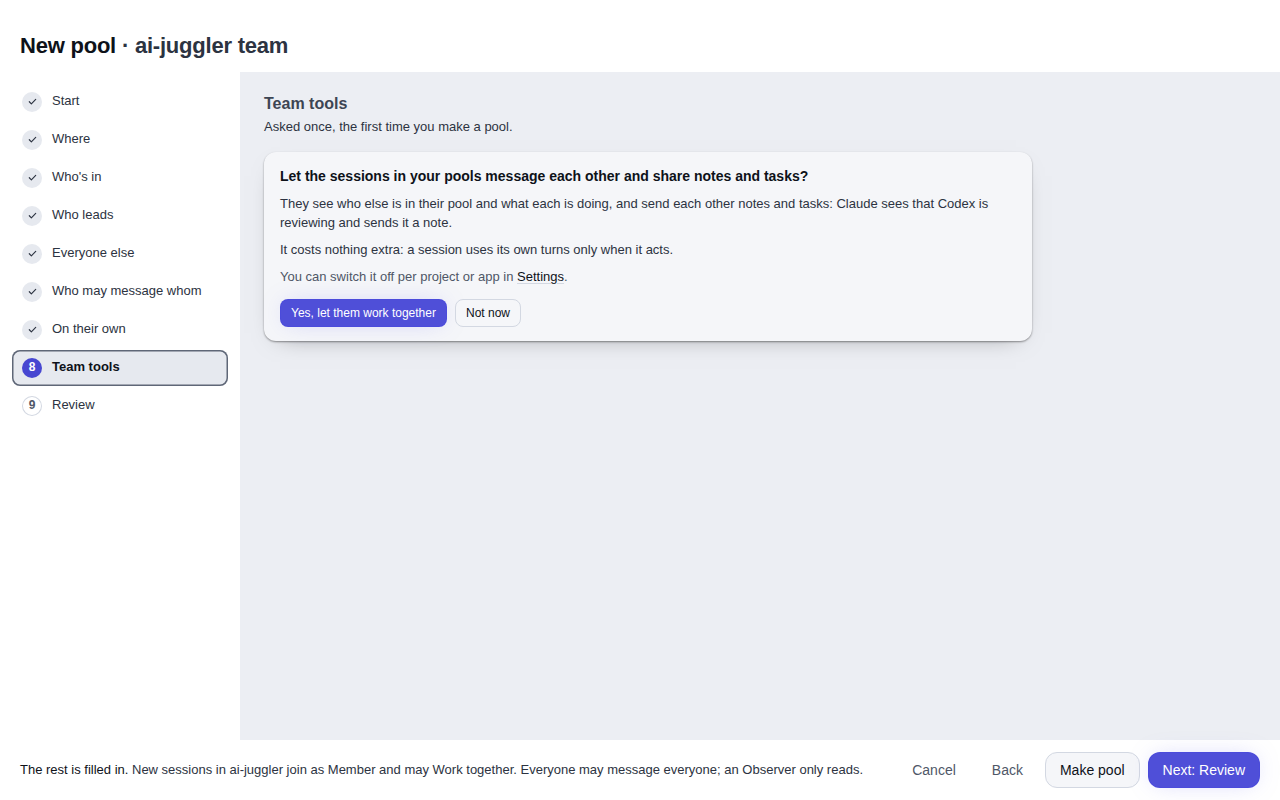 New pool · ai-juggler team
Start
Where
Who's in
Who leads
Everyone else
Who may message whom
On their own
8 Team tools
9 Review
Team tools
Asked once, the first time you make a pool.
Let the sessions in your pools message each other and share notes and tasks?
They see who else is in their pool and what each is doing, and send each other notes and tasks: Claude sees that Codex is
reviewing and sends it a note.
It costs nothing extra: a session uses its own turns only when it acts.
You can switch it off per project or app in Settings.
Yes, let them work together Not now
The rest is filled in. New sessions in ai-juggler join as Member and may Work together. Everyone may message everyone; an Observer only reads. Cancel Back Make pool Next: Review